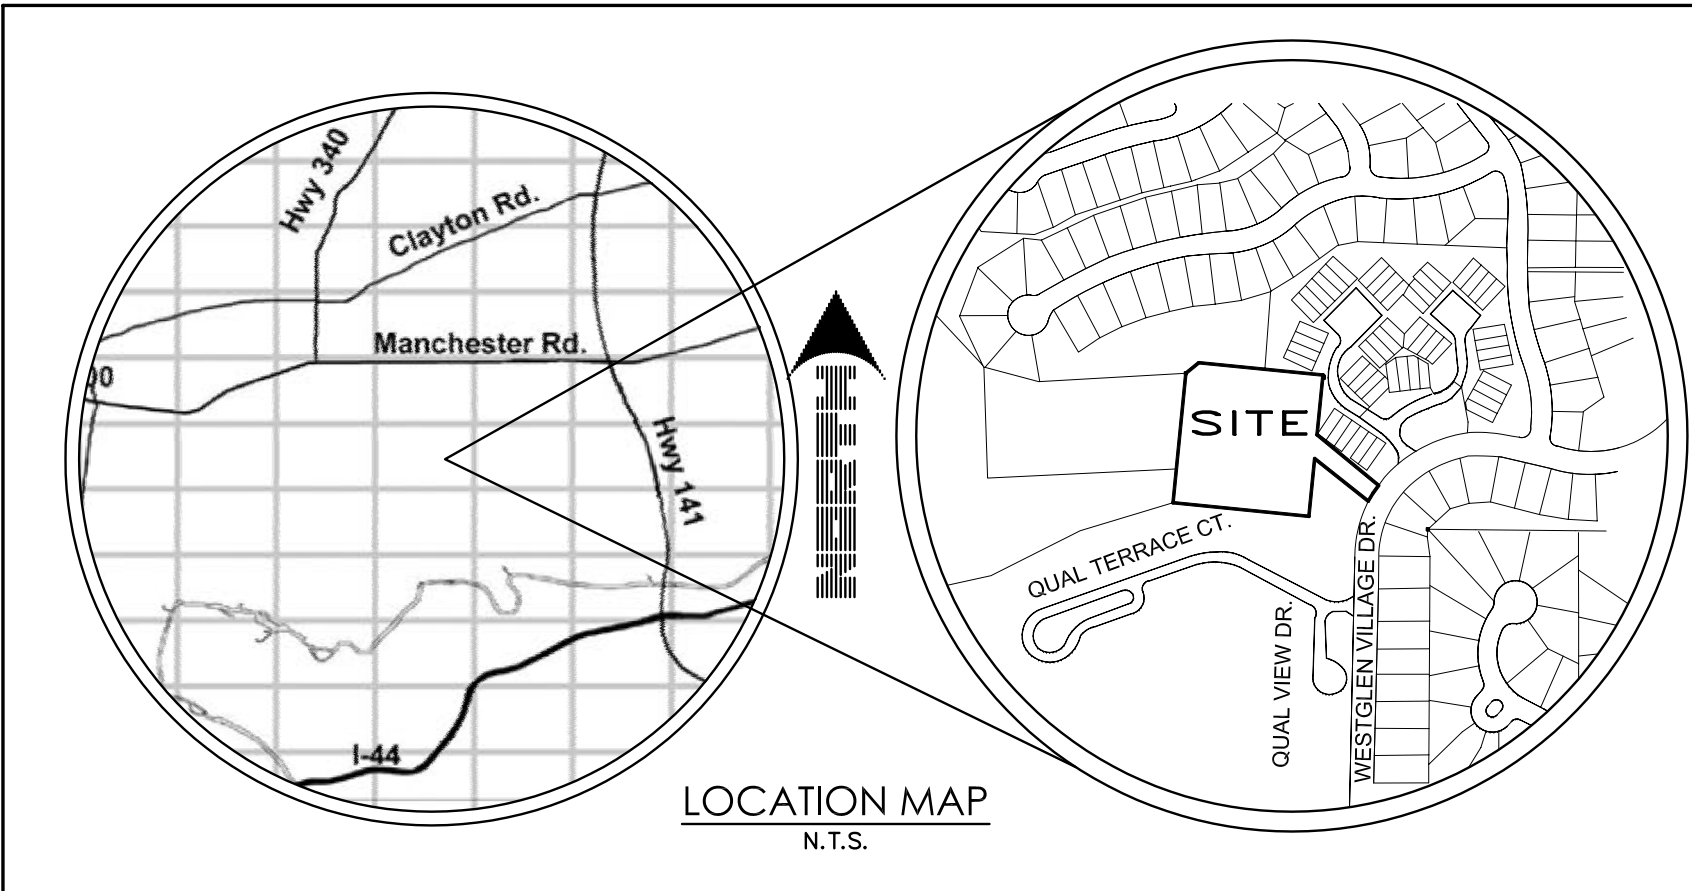 Hwy 340
Clayton Rd.
Manchester Rd.
Hwy 141
I-44
NORTH
LOCATION MAP
N.T.S.
SITE
QUAL TERRACE CT.
QUAL VIEW DR.
WESTGLEN VILLAGE DR.